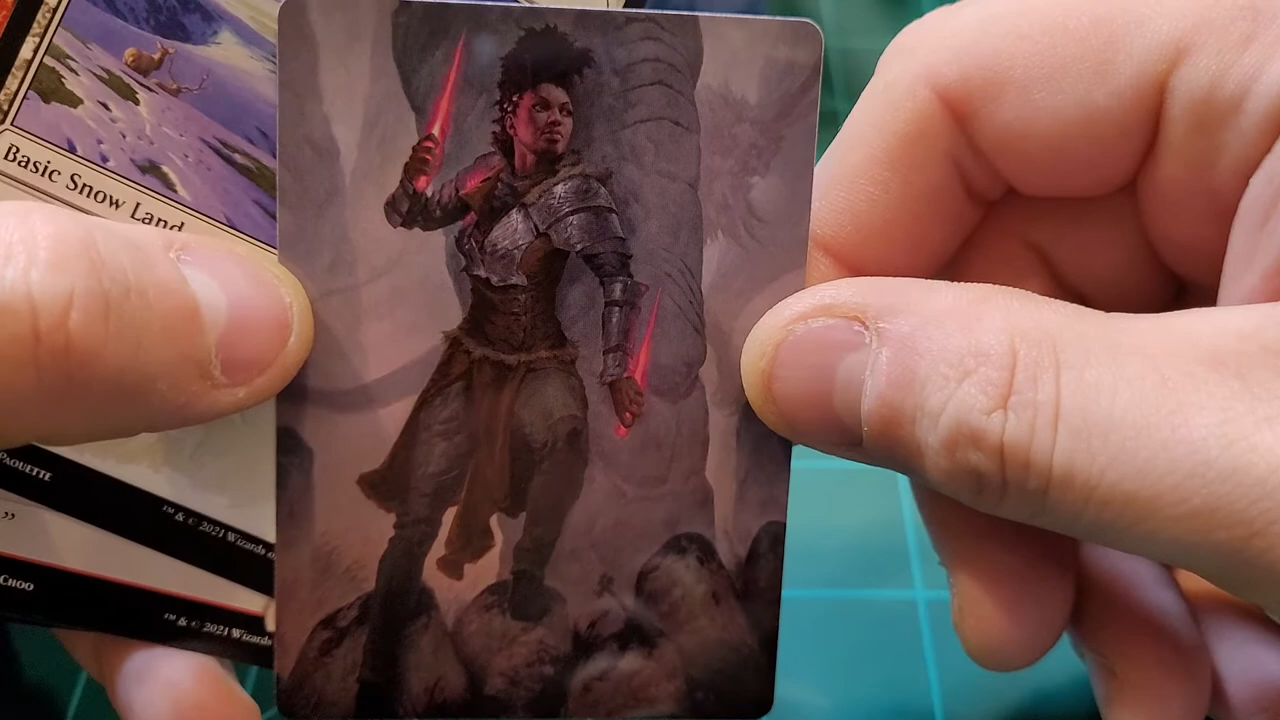 Basic Snow Land
PAQUETTE
™ & © 2021 Wizards o
”
CHOO
™ & © 2021 Wizards